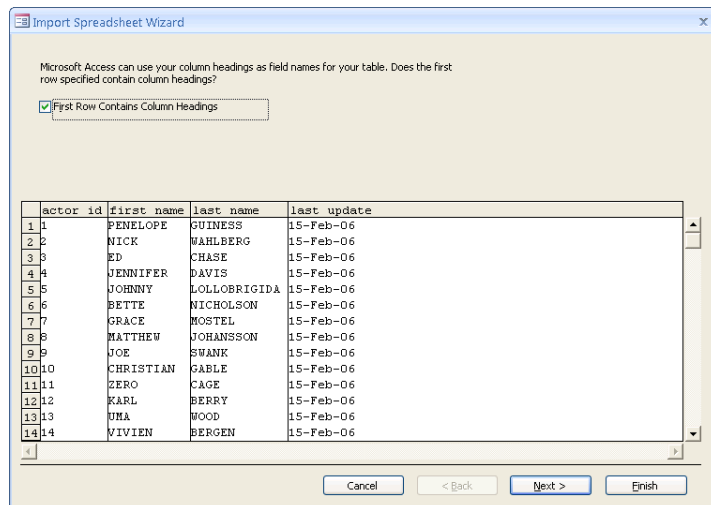 Import Spreadsheet Wizard
Microsoft Access can use your column headings as field names for your table. Does the first
row specified contain column headings?
First Row Contains Column Headings
actor id first name last name last update
1 1 PENELOPE GUINESS 15-Feb-06
2 2 NICK WAHLBERG 15-Feb-06
3 3 ED CHASE 15-Feb-06
4 4 JENNIFER DAVIS 15-Feb-06
5 5 JOHNNY LOLLOBRIGIDA 15-Feb-06
6 6 BETTE NICHOLSON 15-Feb-06
7 7 GRACE MOSTEL 15-Feb-06
8 8 MATTHEW JOHANSSON 15-Feb-06
9 9 JOE SWANK 15-Feb-06
10 10 CHRISTIAN GABLE 15-Feb-06
11 11 ZERO CAGE 15-Feb-06
12 12 KARL BERRY 15-Feb-06
13 13 UMA WOOD 15-Feb-06
14 14 VIVIEN BERGEN 15-Feb-06
Cancel < Back Next > Finish